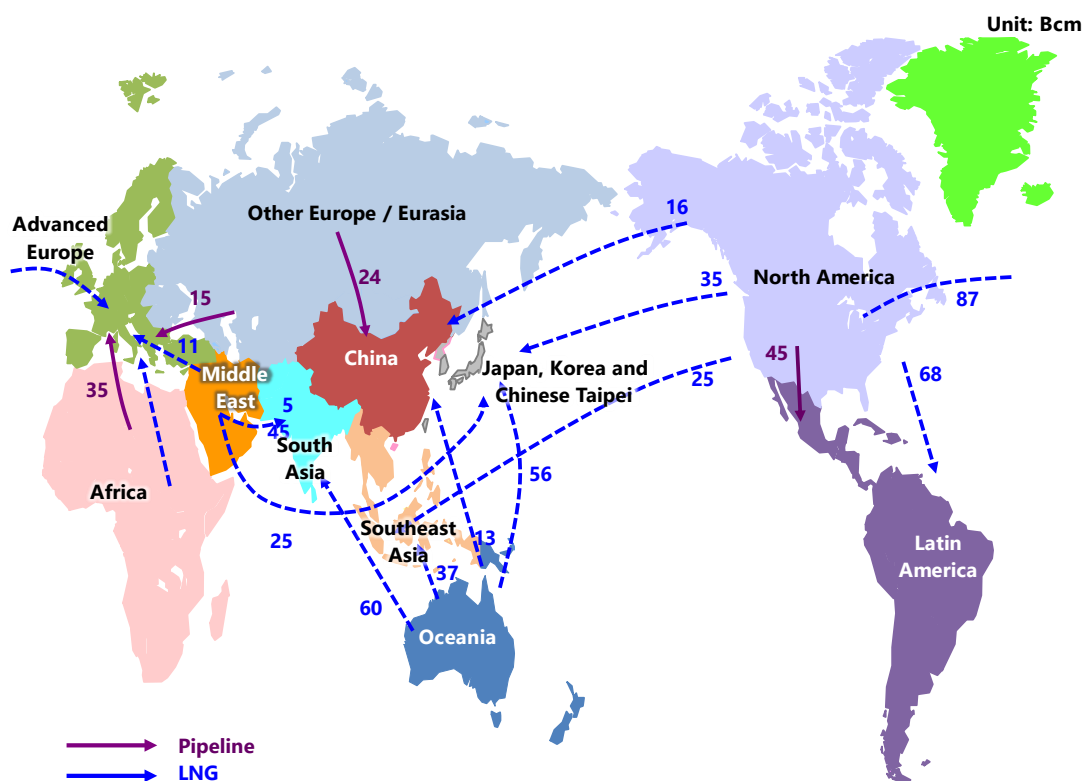 Unit: Bcm
Advanced
Europe
Other Europe / Eurasia
16
North America
24
35
15
87
11
China
Middle
East
Japan, Korea and
Chinese Taipei
25
45
68
35
5
45
South
Asia
56
Africa
Southeast
Asia
13
25
37
Latin
America
60
Oceania
Pipeline
LNG